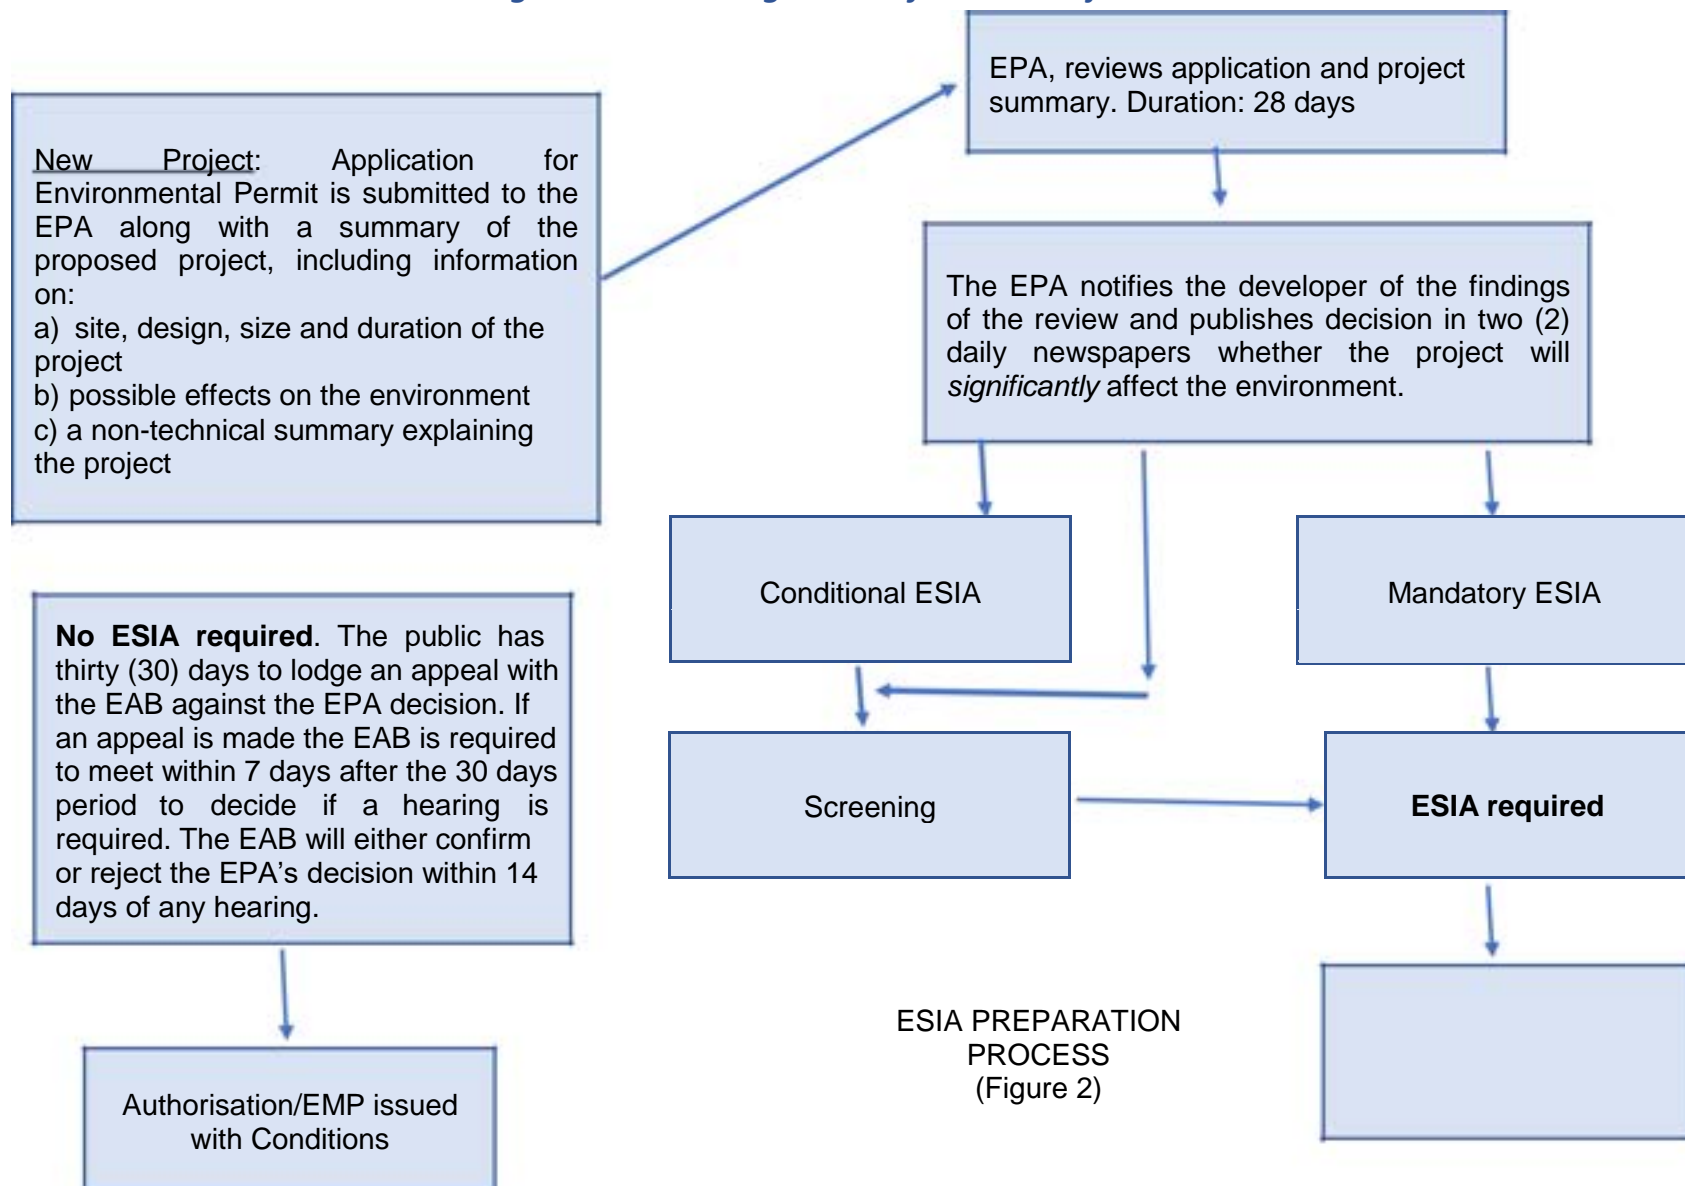 EPA, reviews application and project
summary. Duration: 28 days
New Project: Application for
Environmental Permit is submitted to the
EPA along with a summary of the
proposed project, including information
on:
a) site, design, size and duration of the
project
b) possible effects on the environment
c) a non-technical summary explaining
the project
The EPA notifies the developer of the findings
of the review and publishes decision in two (2)
daily newspapers whether the project will
significantly affect the environment.
Conditional ESIA
Mandatory ESIA
No ESIA required. The public has
thirty (30) days to lodge an appeal with
the EAB against the EPA decision. If
an appeal is made the EAB is required
to meet within 7 days after the 30 days
period to decide if a hearing is
required. The EAB will either confirm
or reject the EPA’s decision within 14
days of any hearing.
Screening
ESIA required
ESIA PREPARATION
PROCESS
(Figure 2)
Authorisation/EMP issued
with Conditions